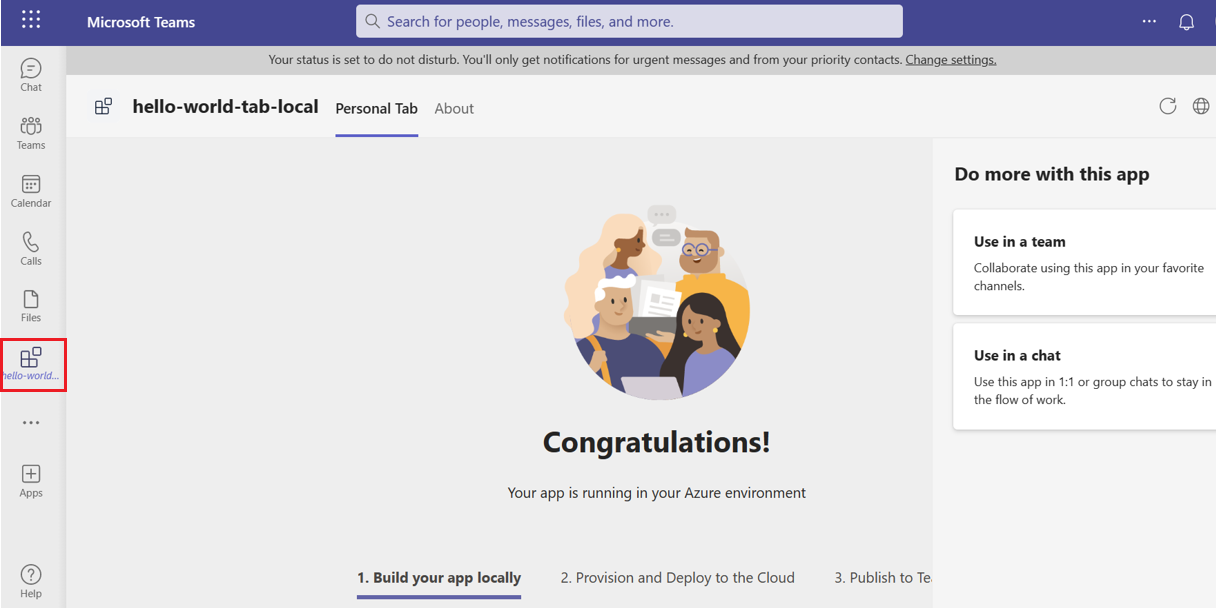 Microsoft Teams
Search for people, messages, files, and more.
Your status is set to do not disturb. You'll only get notifications for urgent messages and from your priority contacts. Change settings.
Chat
Teams
Calendar
Calls
Files
hello-world...
Apps
Help
hello-world-tab-local
Personal Tab
About
Congratulations!
Your app is running in your Azure environment
1. Build your app locally
2. Provision and Deploy to the Cloud
3. Publish to Te
Do more with this app
Use in a team
Collaborate using this app in your favorite
channels.
Use in a chat
Use this app in 1:1 or group chats to stay in
the flow of work.